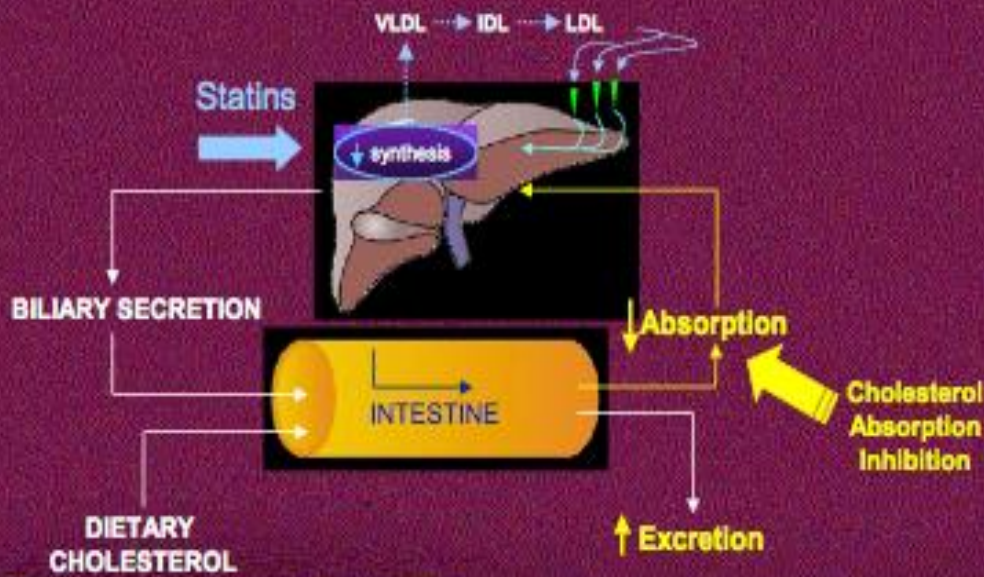 VLDL IDL LDL
Statins
↓ synthesis
BILIARY SECRETION
↓ Absorption
INTESTINE
Cholesterol
Absorption
Inhibition
DIETARY
CHOLESTEROL
↑ Excretion